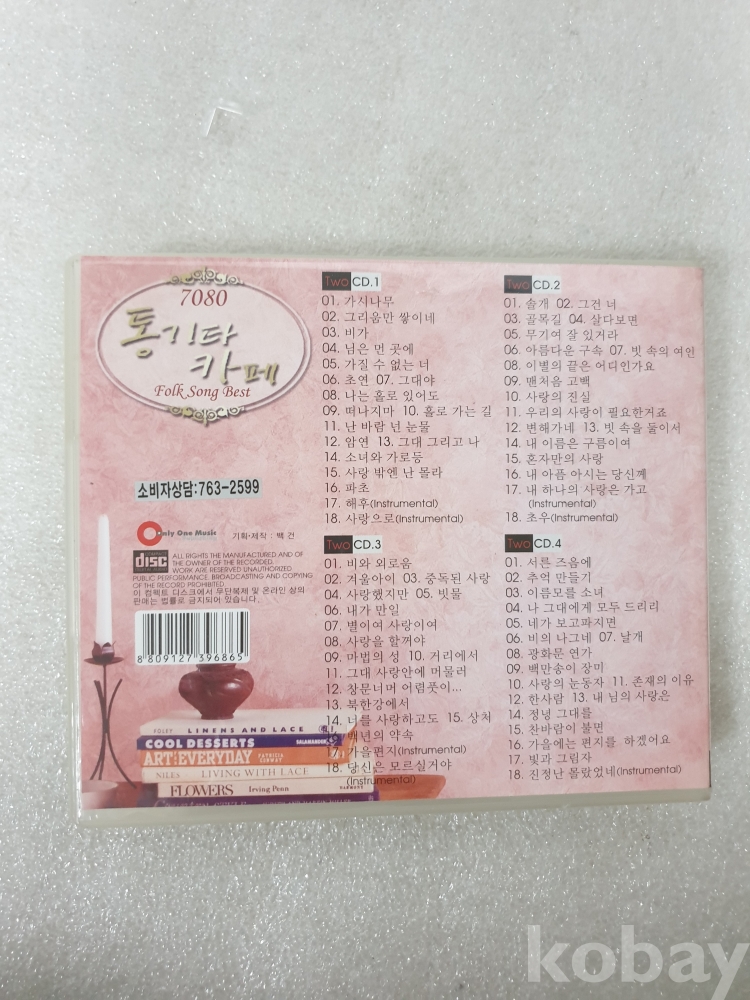 7080
통기타
카페
Folk Song Best
소비자상담:763-2599
Only One Music 기획·제작 : 백 건
COMPACT
disc
DIGITAL AUDIO
ALL RIGHTS THE MANUFACTURED AND OF
THE OWNER OF THE RECORDED.
WORK ARE RESERVED UNAUTHORIZED
PUBLIC PERFORMANCE. BROADCASTING AND COPYING
OF THE RECORD PROHIBITED
이 컴팩트 디스크에서 무단복제 및 온라인 상의
판매는 법률로 금지되어 있습니다.
8 809127 396865
FOLEY LINENS AND LACE
COOL DESSERTS SALAMANDER
ART:EVERYDAY PATRICIA CONWAY
NILES LIVING WITH LACE
FLOWERS Irving Penn HARMONY
Two CD.1
01. 가시나무
02. 그리움만 쌓이네
03. 비가
04. 님은 먼 곳에
05. 가질 수 없는 너
06. 초연 07. 그대야
08. 나는 홀로 있어도
09. 떠나지마 10. 홀로 가는 길
11. 난 바람 넌 눈물
12. 암연 13. 그대 그리고 나
14. 소녀와 가로등
15. 사랑 밖엔 난 몰라
16. 파초
17. 해후(Instrumental)
18. 사랑으로(Instrumental)
Two CD.2
01. 솔개 02. 그건 너
03. 골목길 04. 살다보면
05. 무기여 잘 있거라
06. 아름다운 구속 07. 빗 속의 여인
08. 이별의 끝은 어디인가요
09. 맨처음 고백
10. 사랑의 진실
11. 우리의 사랑이 필요한거죠
12. 변해가네 13. 빗 속을 둘이서
14. 내 이름은 구름이여
15. 혼자만의 사랑
16. 내 아픔 아시는 당신께
17. 내 하나의 사랑은 가고
(Instrumental)
18. 초우(Instrumental)
Two CD.3
01. 비와 외로움
02. 겨울아이 03. 중독된 사랑
04. 사랑했지만 05. 빗물
06. 내가 만일
07. 별이여 사랑이여
08. 사랑을 할꺼야
09. 마법의 성 10. 거리에서
11. 그대 사랑안에 머물러
12. 창문너머 어렴풋이...
13. 북한강에서
14. 너를 사랑하고도 15. 상처
16. 백년의 약속
17. 가을편지(Instrumental)
18. 당신은 모르실거야
(Instrumental)
Two CD.4
01. 서른 즈음에
02. 추억 만들기
03. 이름모를 소녀
04. 나 그대에게 모두 드리리
05. 네가 보고파지면
06. 비의 나그네 07. 날개
08. 광화문 연가
09. 백만송이 장미
10. 사랑의 눈동자 11. 존재의 이유
12. 한사람 13. 내 님의 사랑은
14. 정녕 그대를
15. 찬바람이 불면
16. 가을에는 편지를 하겠어요
17. 빛과 그림자
18. 진정난 몰랐었네(Instrumental)
kobay